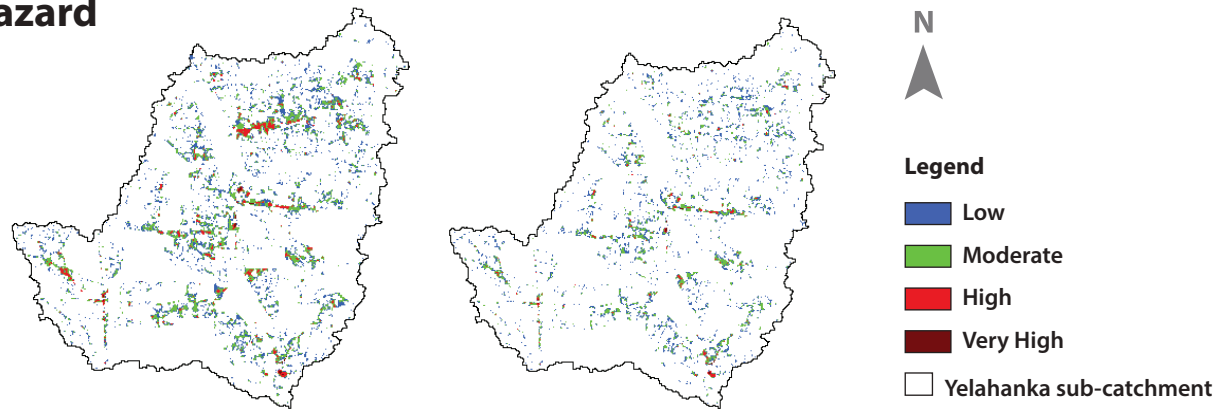 azard
N
Legend
Low
Moderate
High
Very High
Yelahanka sub-catchment